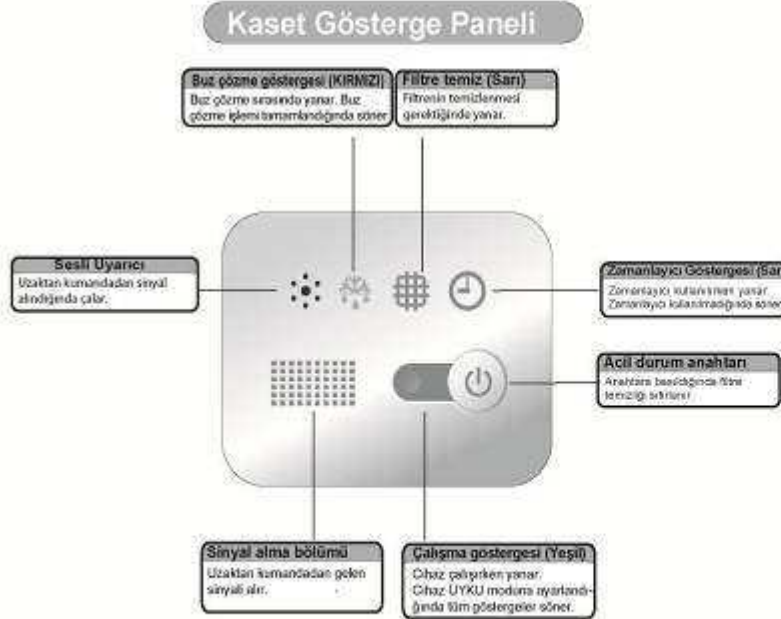 Kaset Gösterge Paneli
Buz çözme göstergesi (KIRMIZI)
Buz çözme sırasında yanar. Buz
çözme işlemi tamamlandığında söner
Filtre temiz (Sarı)
Filtrenin temizlenmesi
gerektiğinde yanar.
Sesli Uyarıcı
Uzaktan kumandadan sinyal
alındığında çalar.
Zamanlayıcı Göstergesi (Sarı
Zamanlayıcı kullanılırken yanar.
Zamanlayıcı kullanılmadığında söner
Acil durum anahtarı
Anahtara basıldığında filtre
temizliği sıfırlanır
Sinyal alma bölümü
Uzaktan kumandadan gelen
sinyali alır.
Çalışma göstergesi (Yeşil)
Cihaz çalışırken yanar.
Cihaz UYKU moduna ayarlandı-
ğında tüm göstergeler söner.